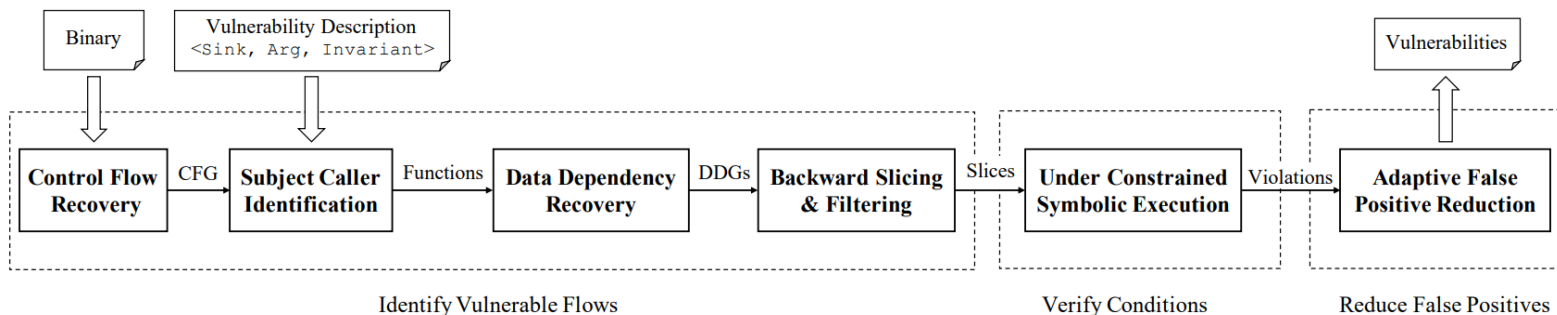 Binary
Vulnerability Description
<Sink, Arg, Invariant>
Vulnerabilities
Control Flow
Recovery
CFG
Subject Caller
Identification
Functions
Data Dependency
Recovery
DDGs
Backward Slicing
& Filtering
Slices
Under Constrained
Symbolic Execution
Violations
Adaptive False
Positive Reduction
Identify Vulnerable Flows
Verify Conditions
Reduce False Positives